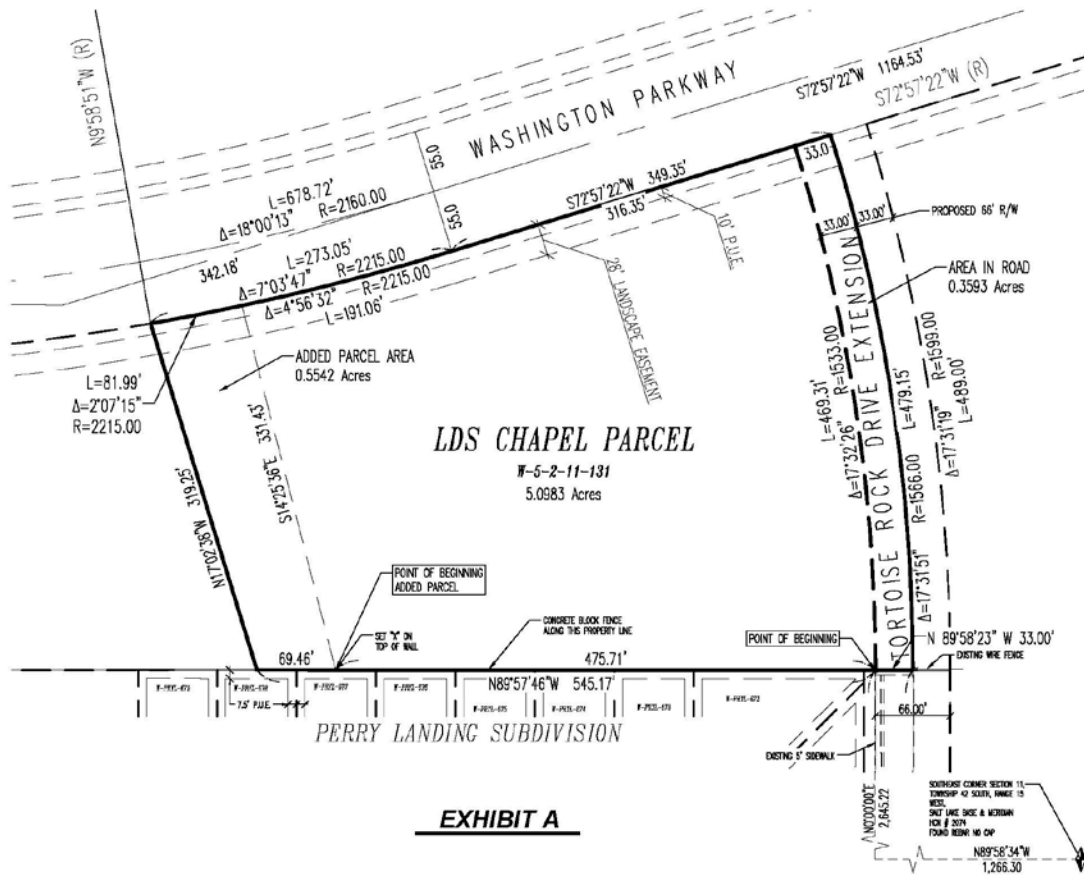 N9°58'51"W (R)
WASHINGTON PARKWAY
S72°57'22"W 1164.53'
S72°57'22"W (R)
L=678.72'
Δ=18°00'13" R=2160.00
55.0
55.0
S72°57'22"W 349.35'
316.35'
33.0
342.18'
L=273.05'
Δ=7°03'47" R=2215.00
Δ=4°56'32" R=2215.00
L=191.06'
10' P.U.E.
28' LANDSCAPE EASEMENT
33.00' 33.00'
PROPOSED 66' R/W
AREA IN ROAD
0.3593 Acres
ADDED PARCEL AREA
0.5542 Acres
L=81.99'
Δ=2°07'15"
R=2215.00
LDS CHAPEL PARCEL
W-5-2-11-131
5.0983 Acres
N17°02'38"W 319.25'
S14°25'36"E 331.43'
L=469.31'
Δ=17°32'26" R=1533.00
TORTOISE ROCK DRIVE EXTENSION
Δ=17°31'51" R=1566.00 L=479.15'
Δ=17°31'19" R=1599.00
L=489.00'
POINT OF BEGINNING
ADDED PARCEL
SET "X" ON
TOP OF WALL
CONCRETE BLOCK FENCE
ALONG THIS PROPERTY LINE
POINT OF BEGINNING
N 89°58'23" W 33.00'
EXISTING WIRE FENCE
69.46'
475.71'
N89°57'46"W 545.17'
7.5' P.U.E.
66.00'
PERRY LANDING SUBDIVISION
EXISTING 5' SIDEWALK
N0°00'00"E
2,645.22
SOUTHEAST CORNER SECTION 11,
TOWNSHIP 42 SOUTH, RANGE 15
WEST,
SALT LAKE BASE & MERIDIAN
HCN # 2074
FOUND REBAR NO CAP
N89°58'34"W
1,266.30
EXHIBIT A